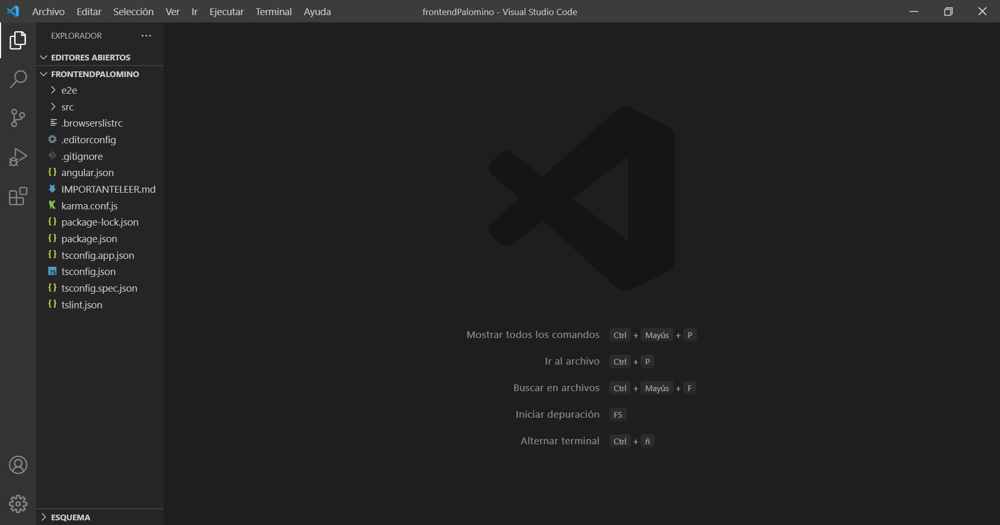 Archivo Editar Selección Ver Ir Ejecutar Terminal Ayuda
frontendPalomino - Visual Studio Code
EXPLORADOR
EDITORES ABIERTOS
FRONTENDPALOMINO
e2e
src
.browserslistrc
.editorconfig
.gitignore
{} angular.json
IMPORTANTELEER.md
K karma.conf.js
{} package-lock.json
{} package.json
{} tsconfig.app.json
TS tsconfig.json
{} tsconfig.spec.json
{} tslint.json
ESQUEMA
Mostrar todos los comandos Ctrl + Mayús + P
Ir al archivo Ctrl + P
Buscar en archivos Ctrl + Mayús + F
Iniciar depuración F5
Alternar terminal Ctrl + ñ